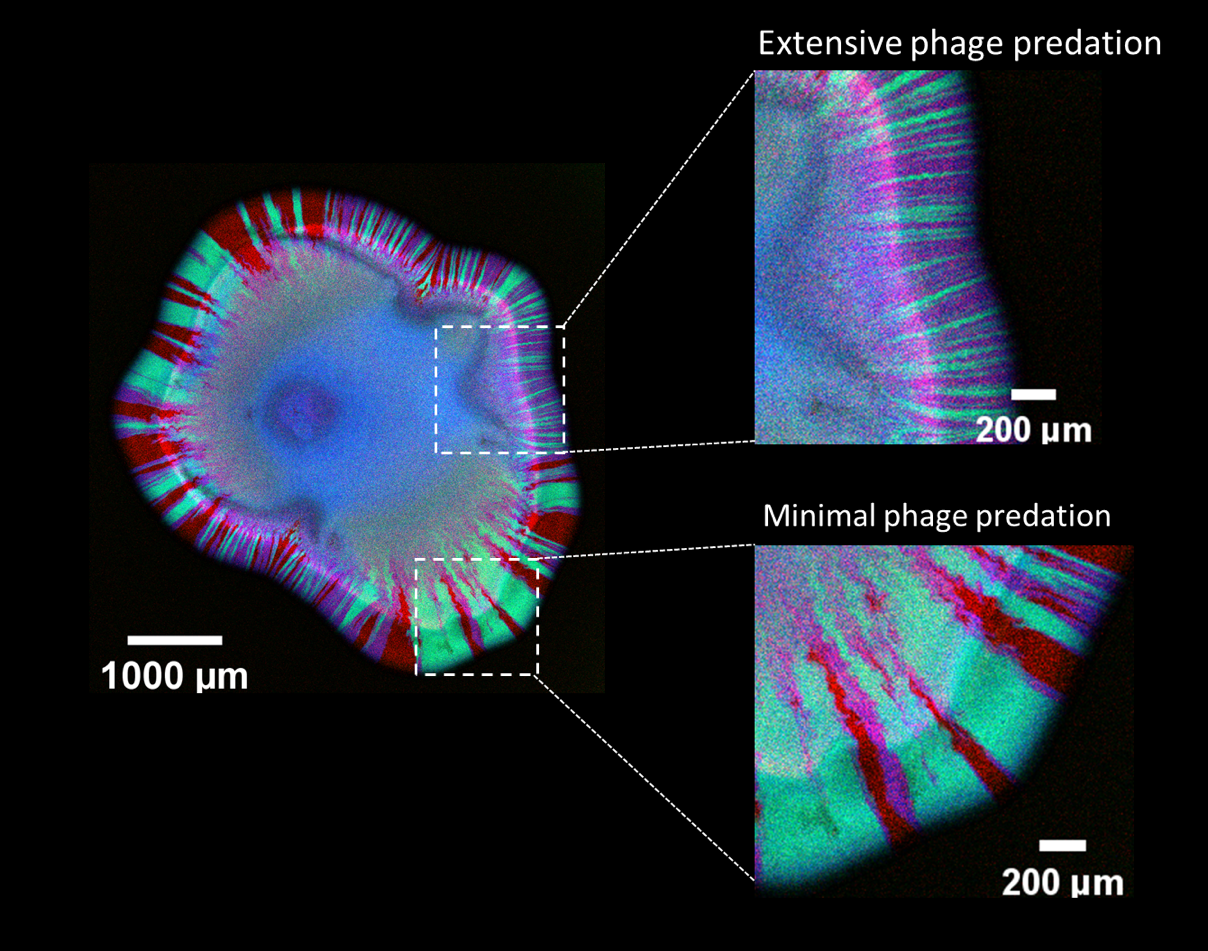 Extensive phage predation
200 µm
1000 µm
Minimal phage predation
200 µm